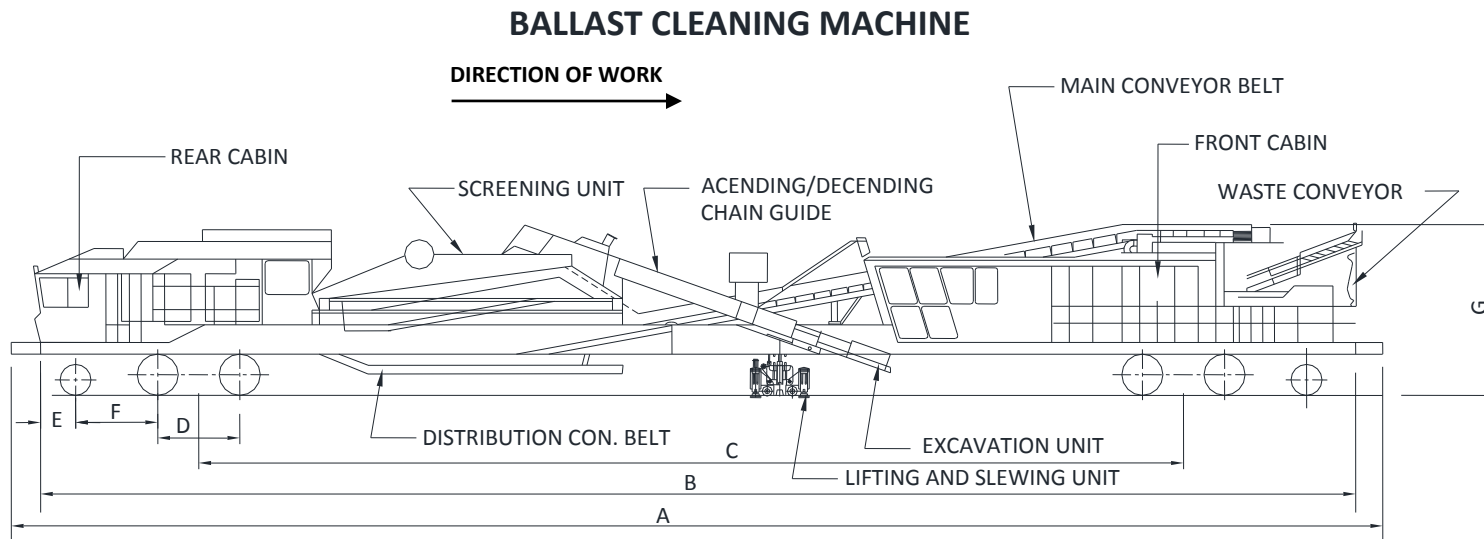 BALLAST CLEANING MACHINE
DIRECTION OF WORK
MAIN CONVEYOR BELT
FRONT CABIN
REAR CABIN
SCREENING UNIT
ACENDING/DECENDING
CHAIN GUIDE
WASTE CONVEYOR
G
E
F
D
DISTRIBUTION CON. BELT
C
EXCAVATION UNIT
LIFTING AND SLEWING UNIT
B
A